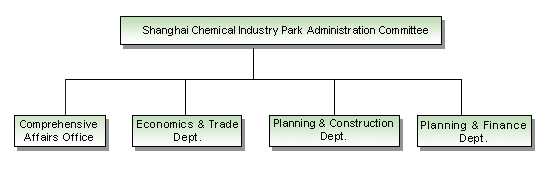 Shanghai Chemical Industry Park Administration Committee
Comprehensive
Affairs Office
Economics & Trade
Dept.
Planning & Construction
Dept.
Planning & Finance
Dept.